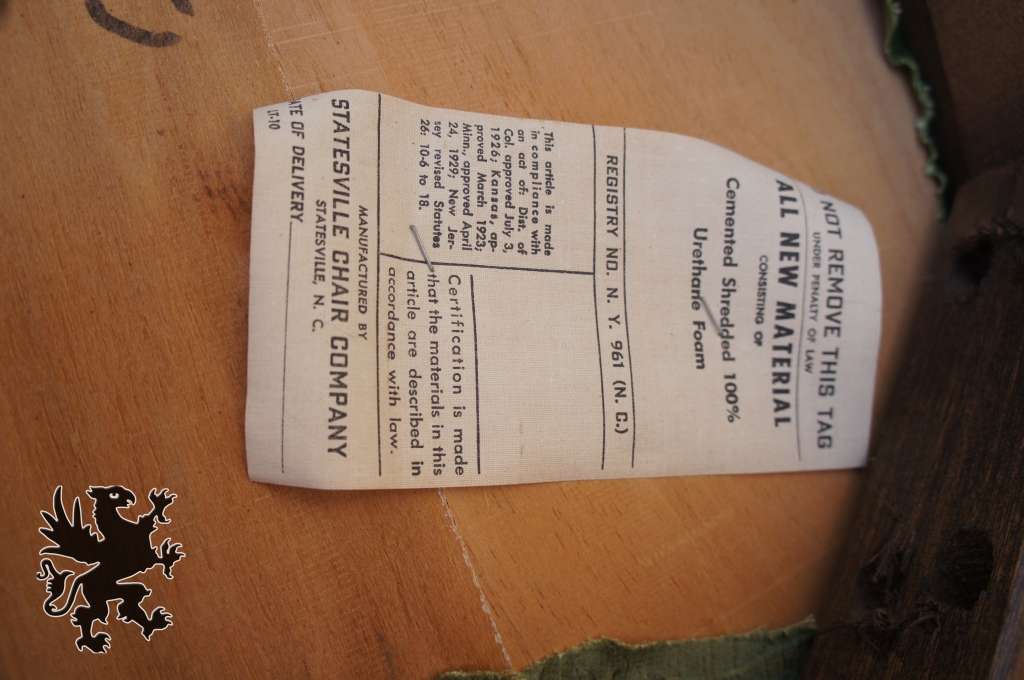 NOT REMOVE THIS TAG
UNDER PENALTY OF LAW
ALL NEW MATERIAL
CONSISTING OF
Cemented Shredded 100%
Urethane Foam
REGISTRY NO. N. Y. 961 (N. C.)
This article is made
in compliance with
an act of: Dist. of
Col. approved July 3,
1926; Kansas, ap-
proved March 1923;
Minn., approved April
24, 1929; New Jer-
sey revised Statutes
26: 10-6 to 18.
Certification is made
that the materials in this
article are described in
accordance with law.
MANUFACTURED BY
STATESVILLE CHAIR COMPANY
STATESVILLE, N. C.
ATE OF DELIVERY
LT-10